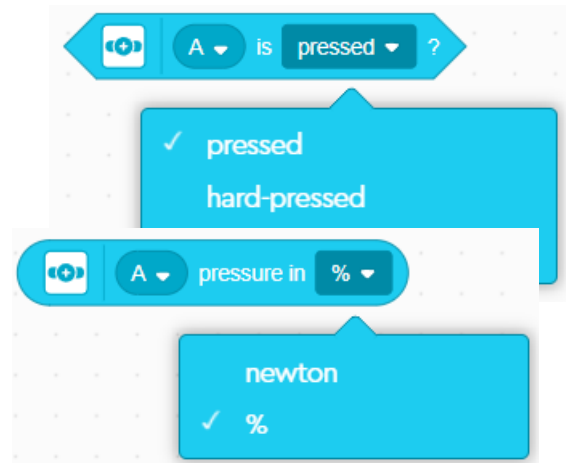 A is pressed ?
pressed
hard-pressed
A pressure in %
newton
%